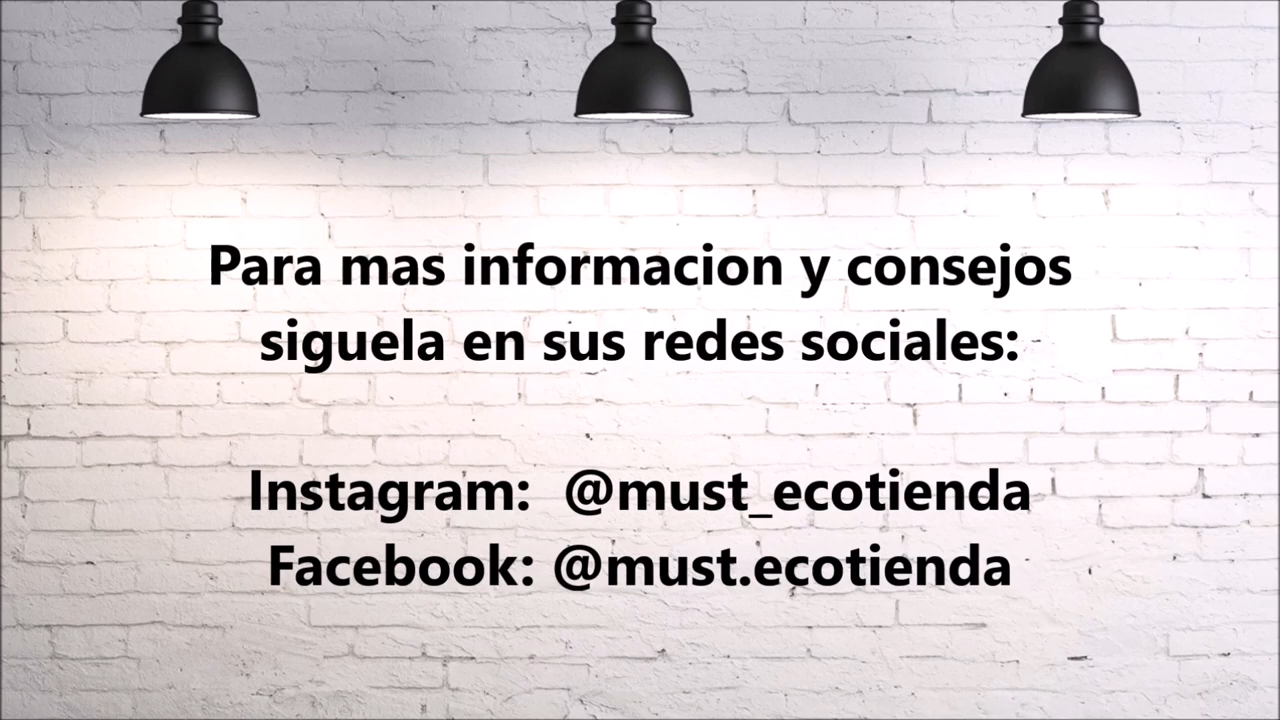 Para mas informacion y consejos
siguela en sus redes sociales:
Instagram: @must_ecotienda
Facebook: @must.ecotienda